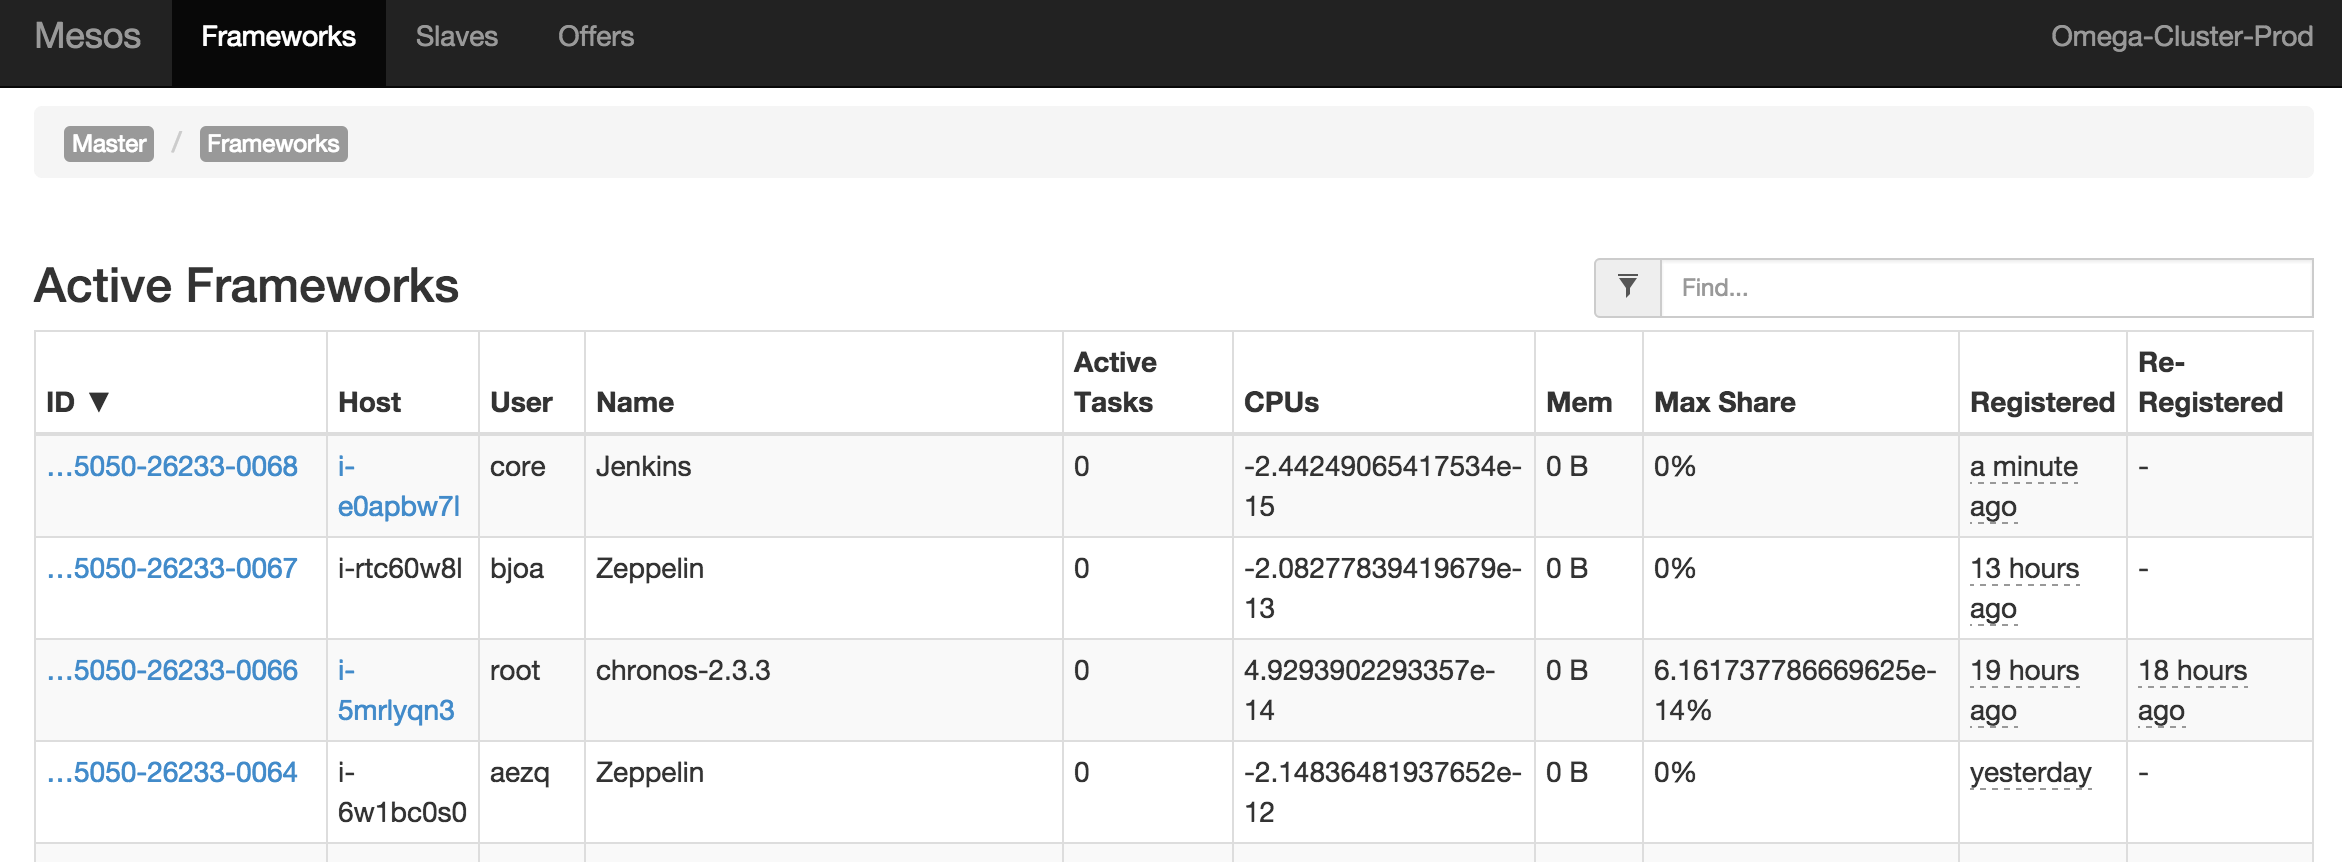 Mesos Frameworks Slaves Offers Omega-Cluster-Prod
Master / Frameworks
Active Frameworks
Find...
ID ▼ Host User Name Active Tasks CPUs Mem Max Share Registered Re-Registered
…5050-26233-0068 i-e0apbw7l core Jenkins 0 -2.44249065417534e-15 0 B 0% a minute ago -
…5050-26233-0067 i-rtc60w8l bjoa Zeppelin 0 -2.08277839419679e-13 0 B 0% 13 hours ago -
…5050-26233-0066 i-5mrlyqn3 root chronos-2.3.3 0 4.9293902293357e-14 0 B 6.161737786669625e-14% 19 hours ago 18 hours ago
…5050-26233-0064 i-6w1bc0s0 aezq Zeppelin 0 -2.14836481937652e-12 0 B 0% yesterday -